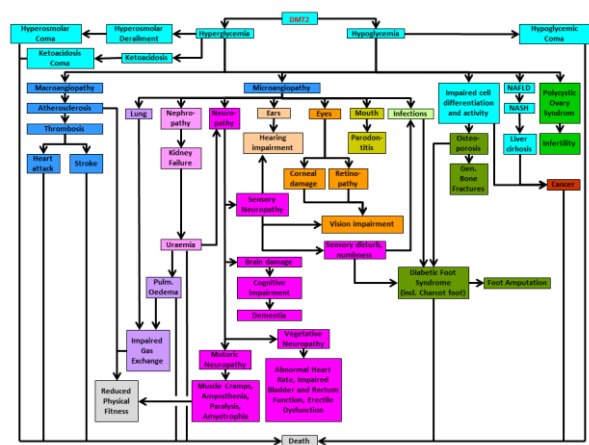 DMT2
Hyperosmolar
Coma
Hyperosmolar
Derailment
Hyperglycemia
Hypoglycemia
Hypoglycemic
Coma
Ketoacidosis
Coma
Ketoacidosis
Macroangiopathy
Microangiopathy
Impaired cell
differentiation
and activity
NAFLD
Polycystic
Ovary
Syndrom
Atherosclerosis
Lung
Nephro-
pathy
Neuro-
pathy
Ears
Eyes
Mouth
Infections
NASH
Thrombosis
Hearing
impairment
Parodon-
titis
Osteo-
porosis
Liver
cirhosis
Infertility
Heart
attack
Stroke
Kidney
Failure
Corneal
damage
Retino-
pathy
Gen.
Bone
Fractures
Cancer
Sensory
Neuropathy
Vision impairment
Uraemia
Sensory disturb,
numbness
Brain damage
Pulm.
Oedema
Cognitive
impairment
Diabetic Foot
Syndrome
(incl. Charcot foot)
Foot Amputation
Dementia
Impaired
Gas
Exchange
Vegetative
Neuropathy
Motoric
Neuropathy
Abnormal Heart
Rate, Impaired
Bladder and Rectum
Function, Erectile
Dysfunction
Reduced
Physical
Fitness
Muscle Cramps,
Amyosthenia,
Paralysis,
Amyotrophia
Death